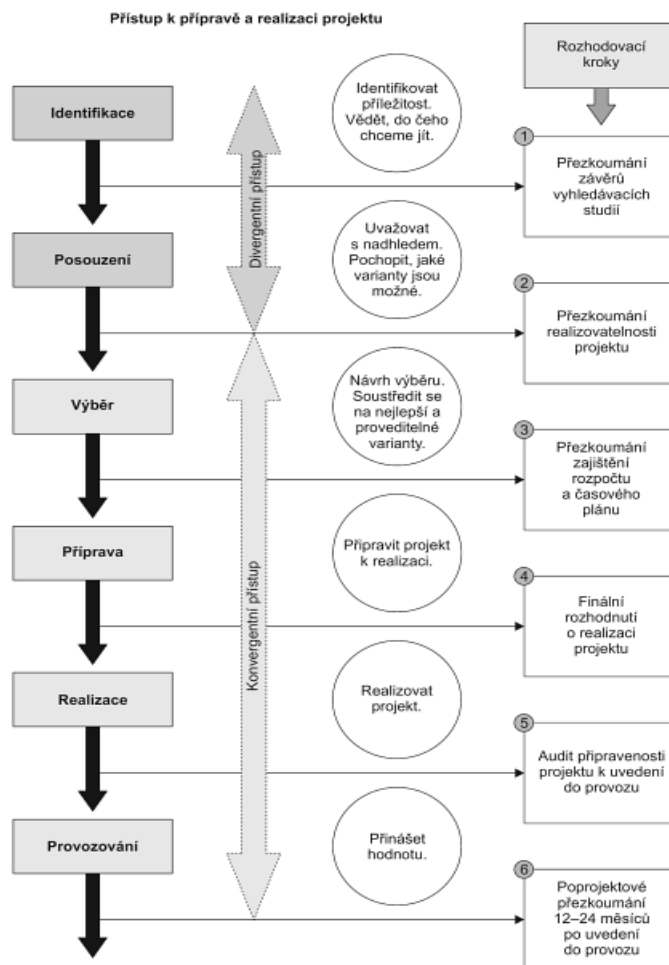 Přístup k přípravě a realizaci projektu
Rozhodovací
kroky
Identifikace
Identifikovat
příležitost.
Vědět, do čeho
chceme jít.
Divergentní přístup
1
Přezkoumání
závěrů
vyhledávacích
studií
Posouzení
Uvažovat
s nadhledem.
Pochopit, jaké
varianty jsou
možné.
2
Přezkoumání
realizovatelnosti
projektu
Výběr
Návrh výběru.
Soustředit se
na nejlepší a
proveditelné
varianty.
3
Přezkoumání
zajištění
rozpočtu
a časového
plánu
Konvergentní přístup
Příprava
Připravit projekt
k realizaci.
4
Finální
rozhodnutí
o realizaci
projektu
Realizace
Realizovat
projekt.
5
Audit připravenosti
projektu k uvedení
do provozu
Provozování
Přinášet
hodnotu.
6
Poprojektové
přezkoumání
12–24 měsíců
po uvedení
do provozu